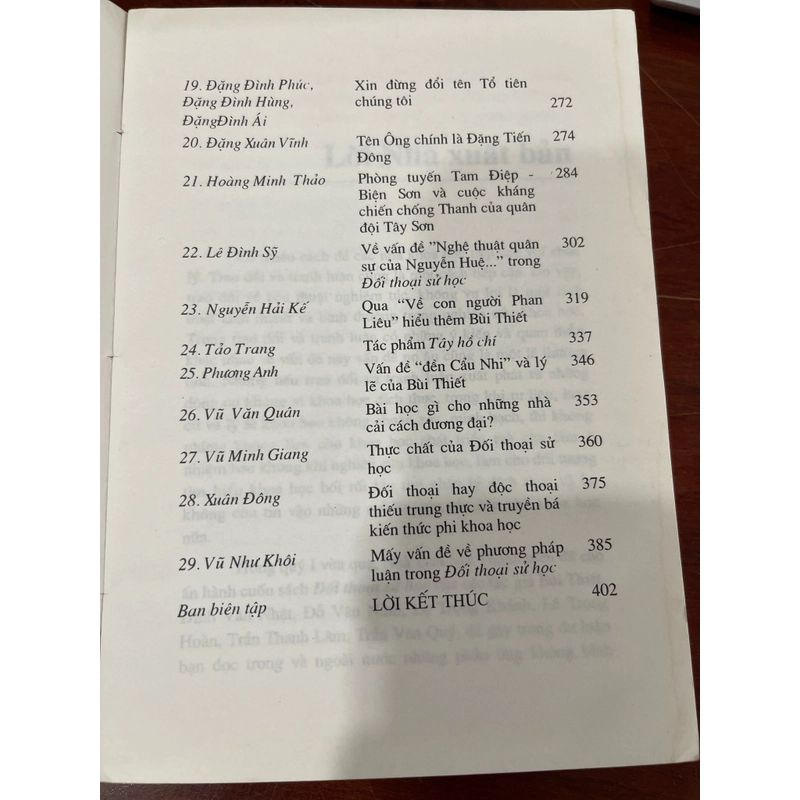 19. Đặng Đình Phúc, Xin đừng đổi tên Tổ tiên
Đặng Đình Hùng, chúng tôi 272
ĐặngĐình Ái
20. Đặng Xuân Vĩnh Tên Ông chính là Đặng Tiến 274
Đông
21. Hoàng Minh Thảo Phòng tuyến Tam Điệp - 284
Biện Sơn và cuộc kháng
chiến chống Thanh của quân
đội Tây Sơn
22. Lê Đình Sỹ Về vấn đề "Nghệ thuật quân 302
sự của Nguyễn Huệ..." trong
Đối thoại sử học
23. Nguyễn Hải Kế Qua "Về con người Phan 319
Liêu" hiểu thêm Bùi Thiết
24. Tảo Trang Tác phẩm Tây hồ chí 337
25. Phương Anh Vấn đề "đền Cẩu Nhi" và lý 346
lẽ của Bùi Thiết
26. Vũ Văn Quân Bài học gì cho những nhà 353
cải cách đương đại?
27. Vũ Minh Giang Thực chất của Đối thoại sử 360
học
28. Xuân Đông Đối thoại hay độc thoại 375
thiếu trung thực và truyền bá
kiến thức phi khoa học
29. Vũ Như Khôi Mấy vấn đề về phương pháp 385
luận trong Đối thoại sử học
Ban biên tập LỜI KẾT THÚC 402